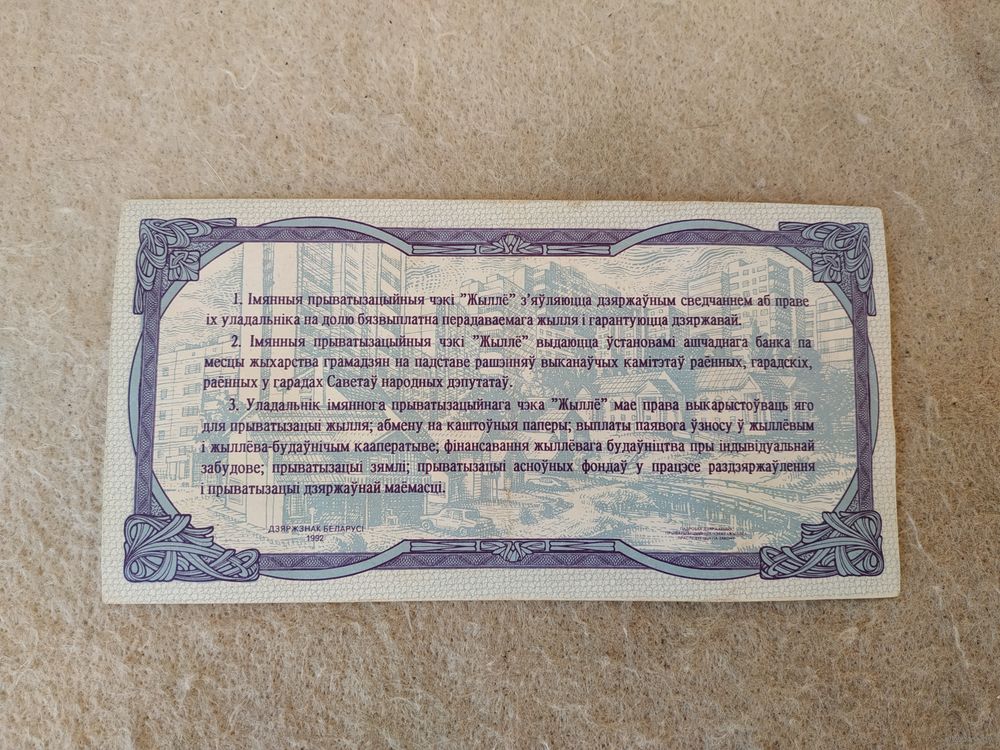 1. Імянныя прыватызацыйныя чэкі "Жыллё" з'яўляюцца дзяржаўным сведчаннем аб праве
іх уладальніка на долю бязвыплатна перадаваемага жылля і гарантуюцца дзяржавай.
2. Імянныя прыватызацыйныя чэкі "Жыллё" выдаюцца ўстановамі ашчаднага банка па
месцы жыхарства грамадзян на падставе рашэнняў выканаўчых камітэтаў раённых, гарадскіх,
раённых у гарадах Саветаў народных дэпутатаў.
3. Уладальнік імяннога прыватызацыйнага чэка "Жыллё" мае права выкарыстоўваць яго
для прыватызацыі жылля; абмену на каштоўныя паперы; выплаты паявога ўзносу ў жыллёвым
і жыллёва-будаўнічым кааператыве; фінансавання жыллёвага будаўніцтва пры індывідуальнай
забудове; прыватызацыі зямлі; прыватызацыі асноўных фондаў у працэсе раздзяржаўлення
і прыватызацыі дзяржаўнай маёмасці.
ДЗЯРЖЗНАК БЕЛАРУСІ
1992